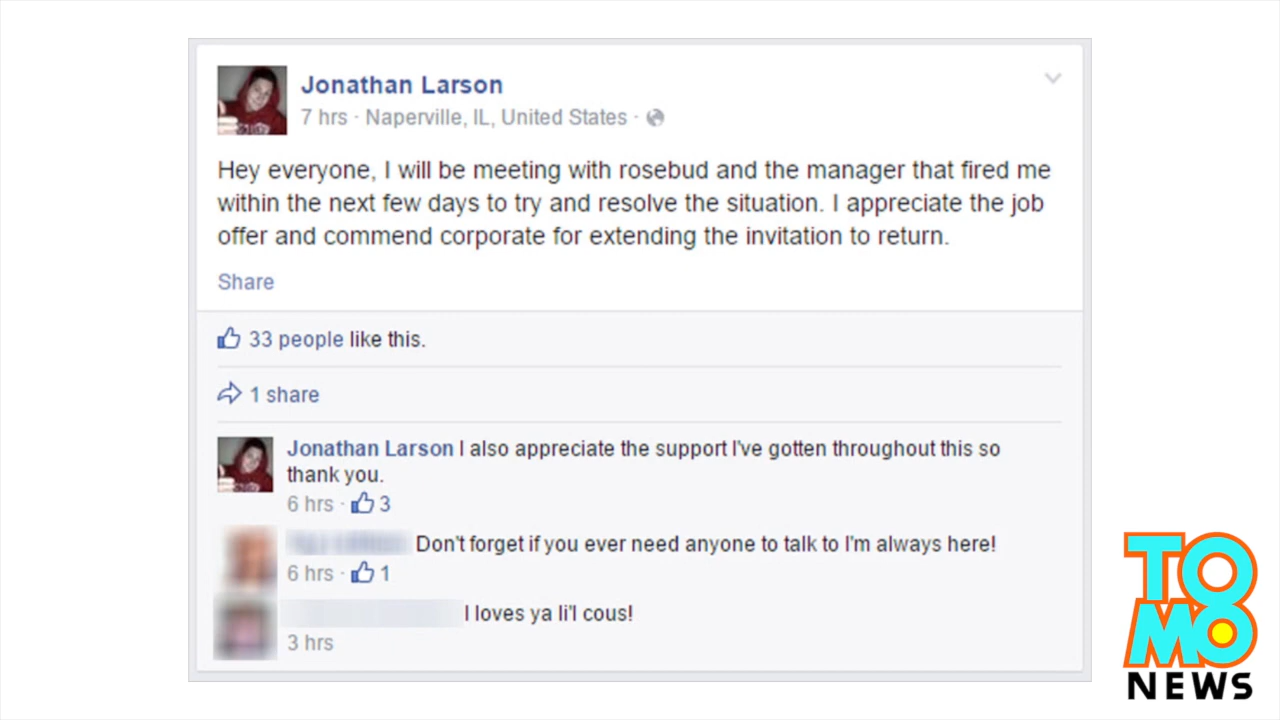 Jonathan Larson
7 hrs · Naperville, IL, United States ·
Hey everyone, I will be meeting with rosebud and the manager that fired me
within the next few days to try and resolve the situation. I appreciate the job
offer and commend corporate for extending the invitation to return.
Share
33 people like this.
1 share
Jonathan Larson I also appreciate the support I've gotten throughout this so
thank you.
6 hrs · 3
Don't forget if you ever need anyone to talk to I'm always here!
6 hrs · 1
I loves ya li'l cous!
3 hrs
TO
MO
NEWS